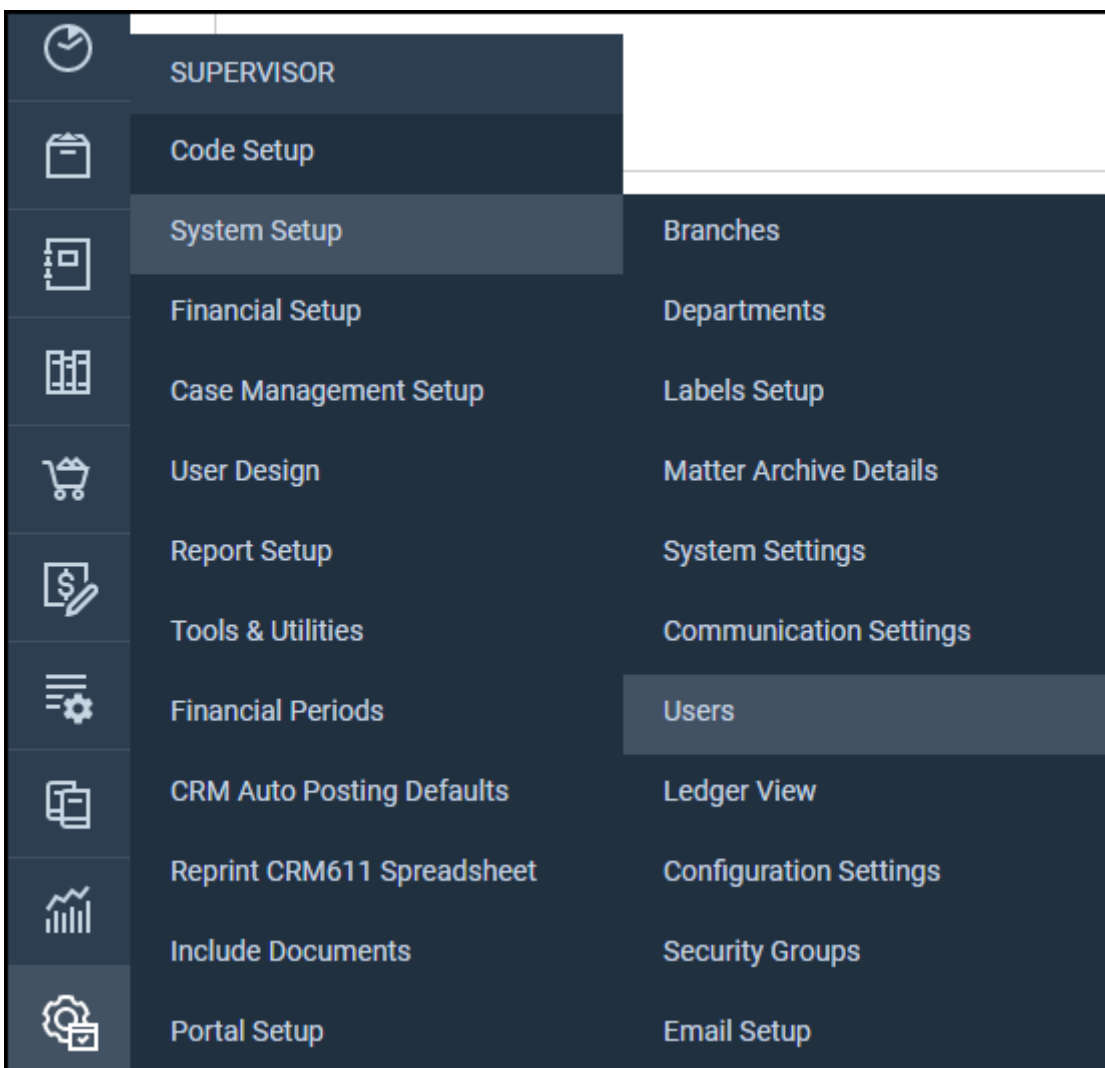 SUPERVISOR
Code Setup
System Setup
Financial Setup
Case Management Setup
User Design
Report Setup
Tools & Utilities
Financial Periods
CRM Auto Posting Defaults
Reprint CRM611 Spreadsheet
Include Documents
Portal Setup
Branches
Departments
Labels Setup
Matter Archive Details
System Settings
Communication Settings
Users
Ledger View
Configuration Settings
Security Groups
Email Setup